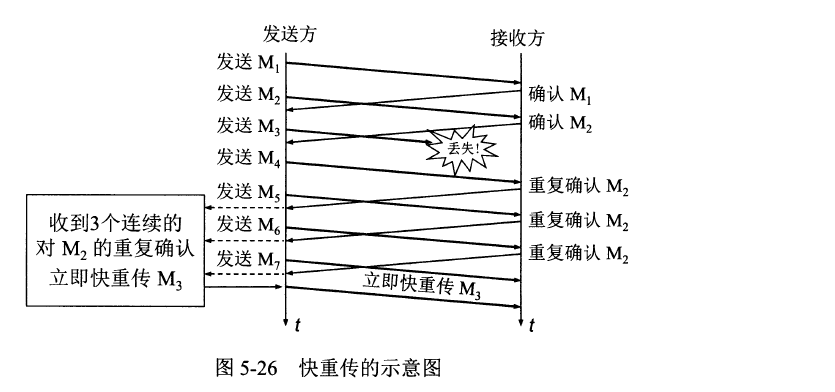 发送方
接收方
发送 M₁
确认 M₁
发送 M₂
确认 M₂
发送 M₃
丢失!
发送 M₄
重复确认 M₂
发送 M₅
重复确认 M₂
发送 M₆
重复确认 M₂
发送 M₇
收到3个连续的
对 M₂ 的重复确认
立即快重传 M₃
立即快重传 M₃
t
t
图 5-26 快重传的示意图